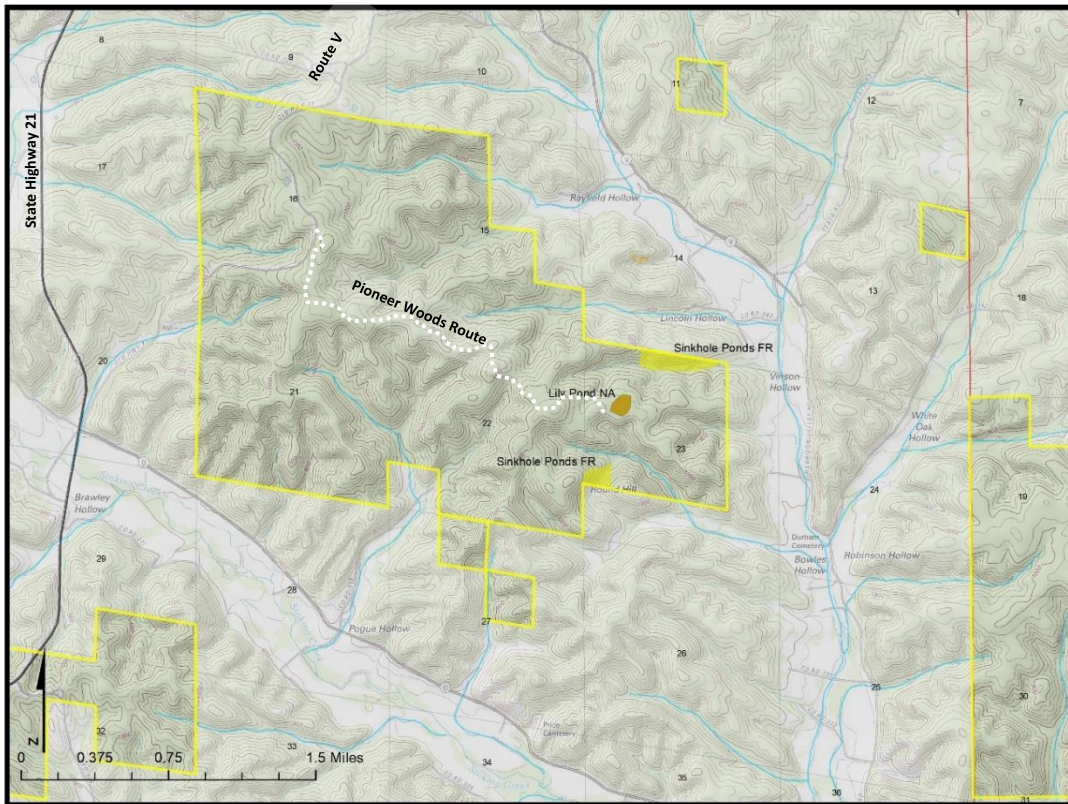 8
9
Route V
10
11
12
7
State Highway 21
17
16
15
Rayfield Hollow
14
13
18
Pioneer Woods Route
Lincoln Hollow
Sinkhole Ponds FR
Vinson Hollow
20
21
Lily Pond NA
22
23
White
Oak
Hollow
Sinkhole Ponds FR
Round Hill
24
19
Brawley
Hollow
Durham
Cemetery
Bowles
Hollow
Robinson Hollow
29
28
27
Pogue Hollow
26
25
30
32
33
34
Price
Cemetery
35
36
31
Sinking Creek
N
0 0.375 0.75 1.5 Miles